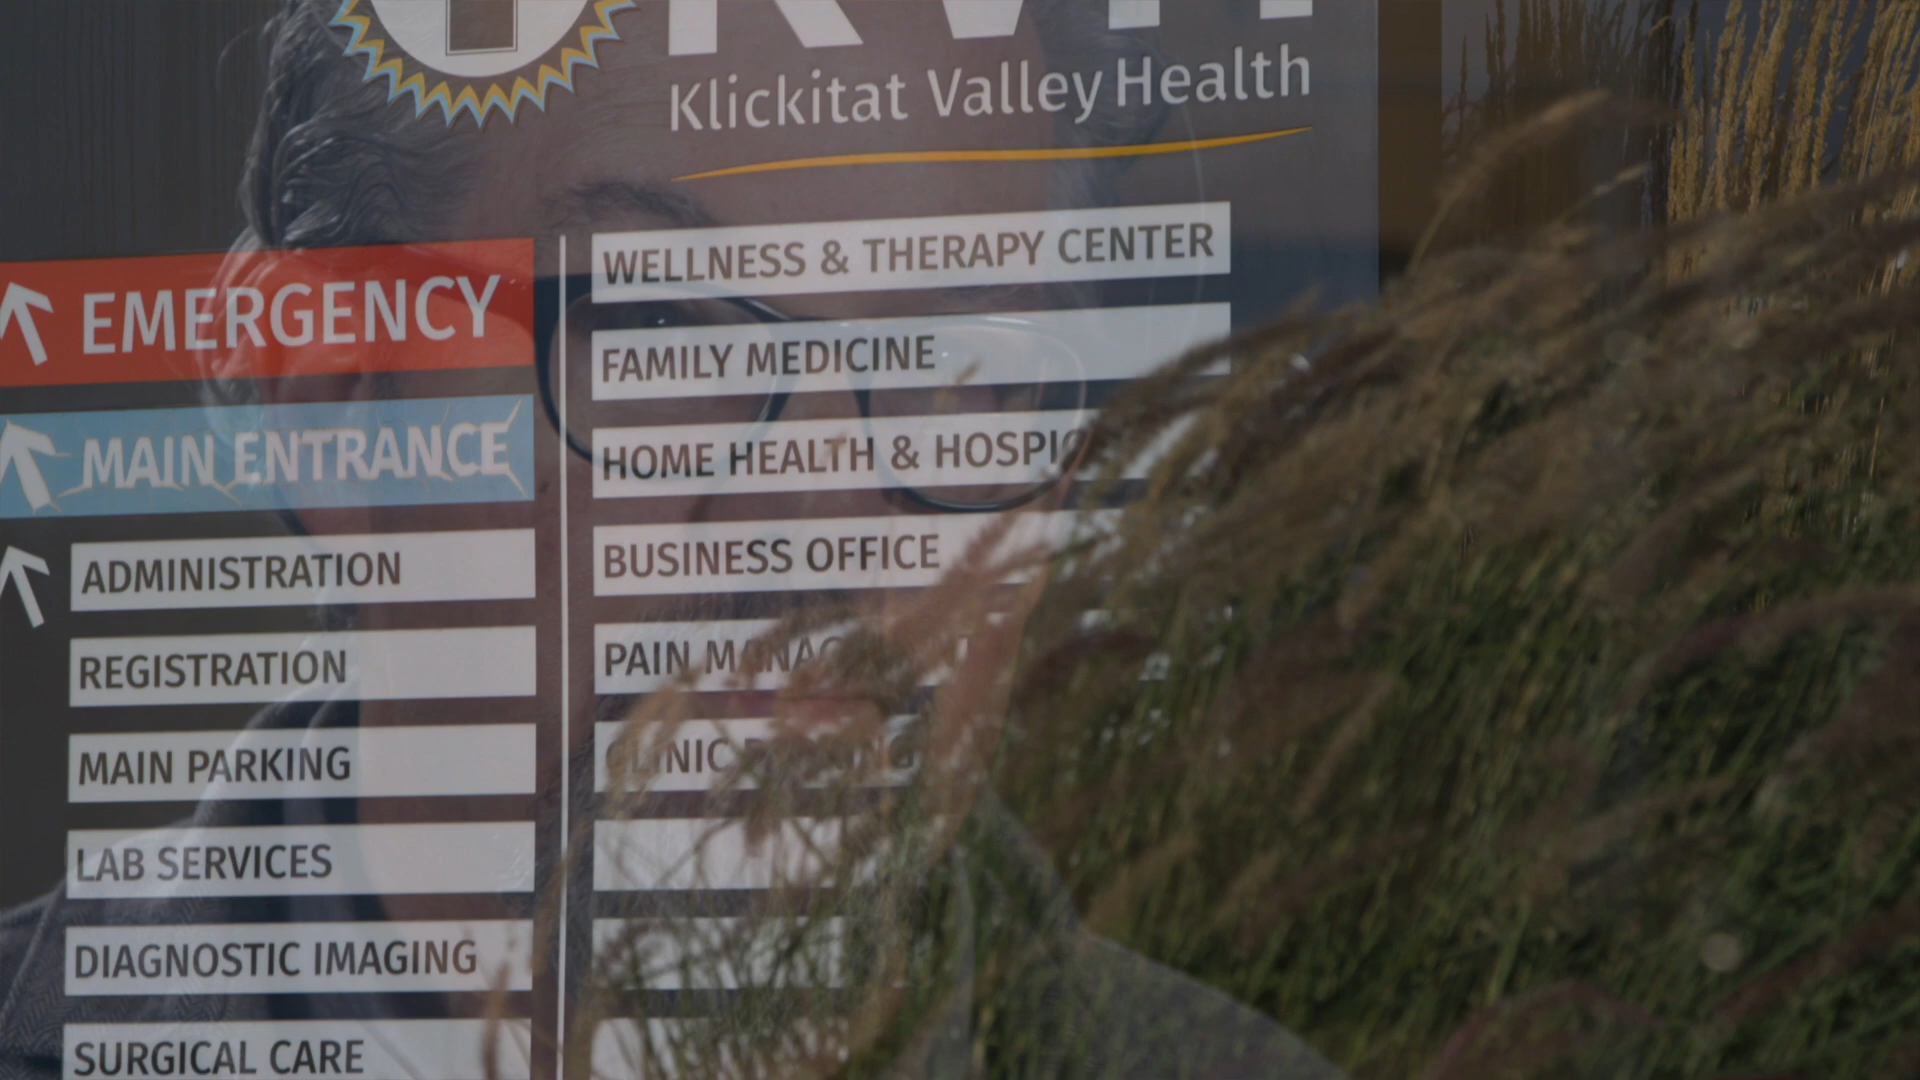 Klickitat Valley Health
EMERGENCY
MAIN ENTRANCE
ADMINISTRATION
REGISTRATION
MAIN PARKING
LAB SERVICES
DIAGNOSTIC IMAGING
SURGICAL CARE
WELLNESS & THERAPY CENTER
FAMILY MEDICINE
HOME HEALTH &
BUSINESS OFFICE
PAIN
CLINIC